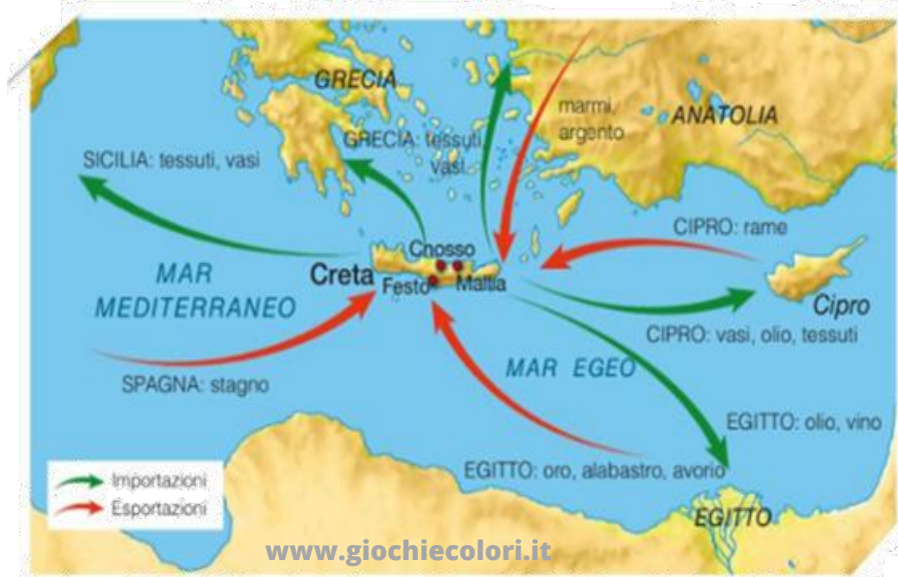 GRECIA
marmi,
argento
ANATOLIA
GRECIA: tessuti,
vasi
SICILIA: tessuti, vasi
CIPRO: rame
Cnosso
Creta
Festo
Mallia
MAR
MEDITERRANEO
Cipro
CIPRO: vasi, olio, tessuti
MAR EGEO
SPAGNA: stagno
EGITTO: olio, vino
EGITTO: oro, alabastro, avorio
Importazioni
Esportazioni
EGITTO
www.giochiecolori.it